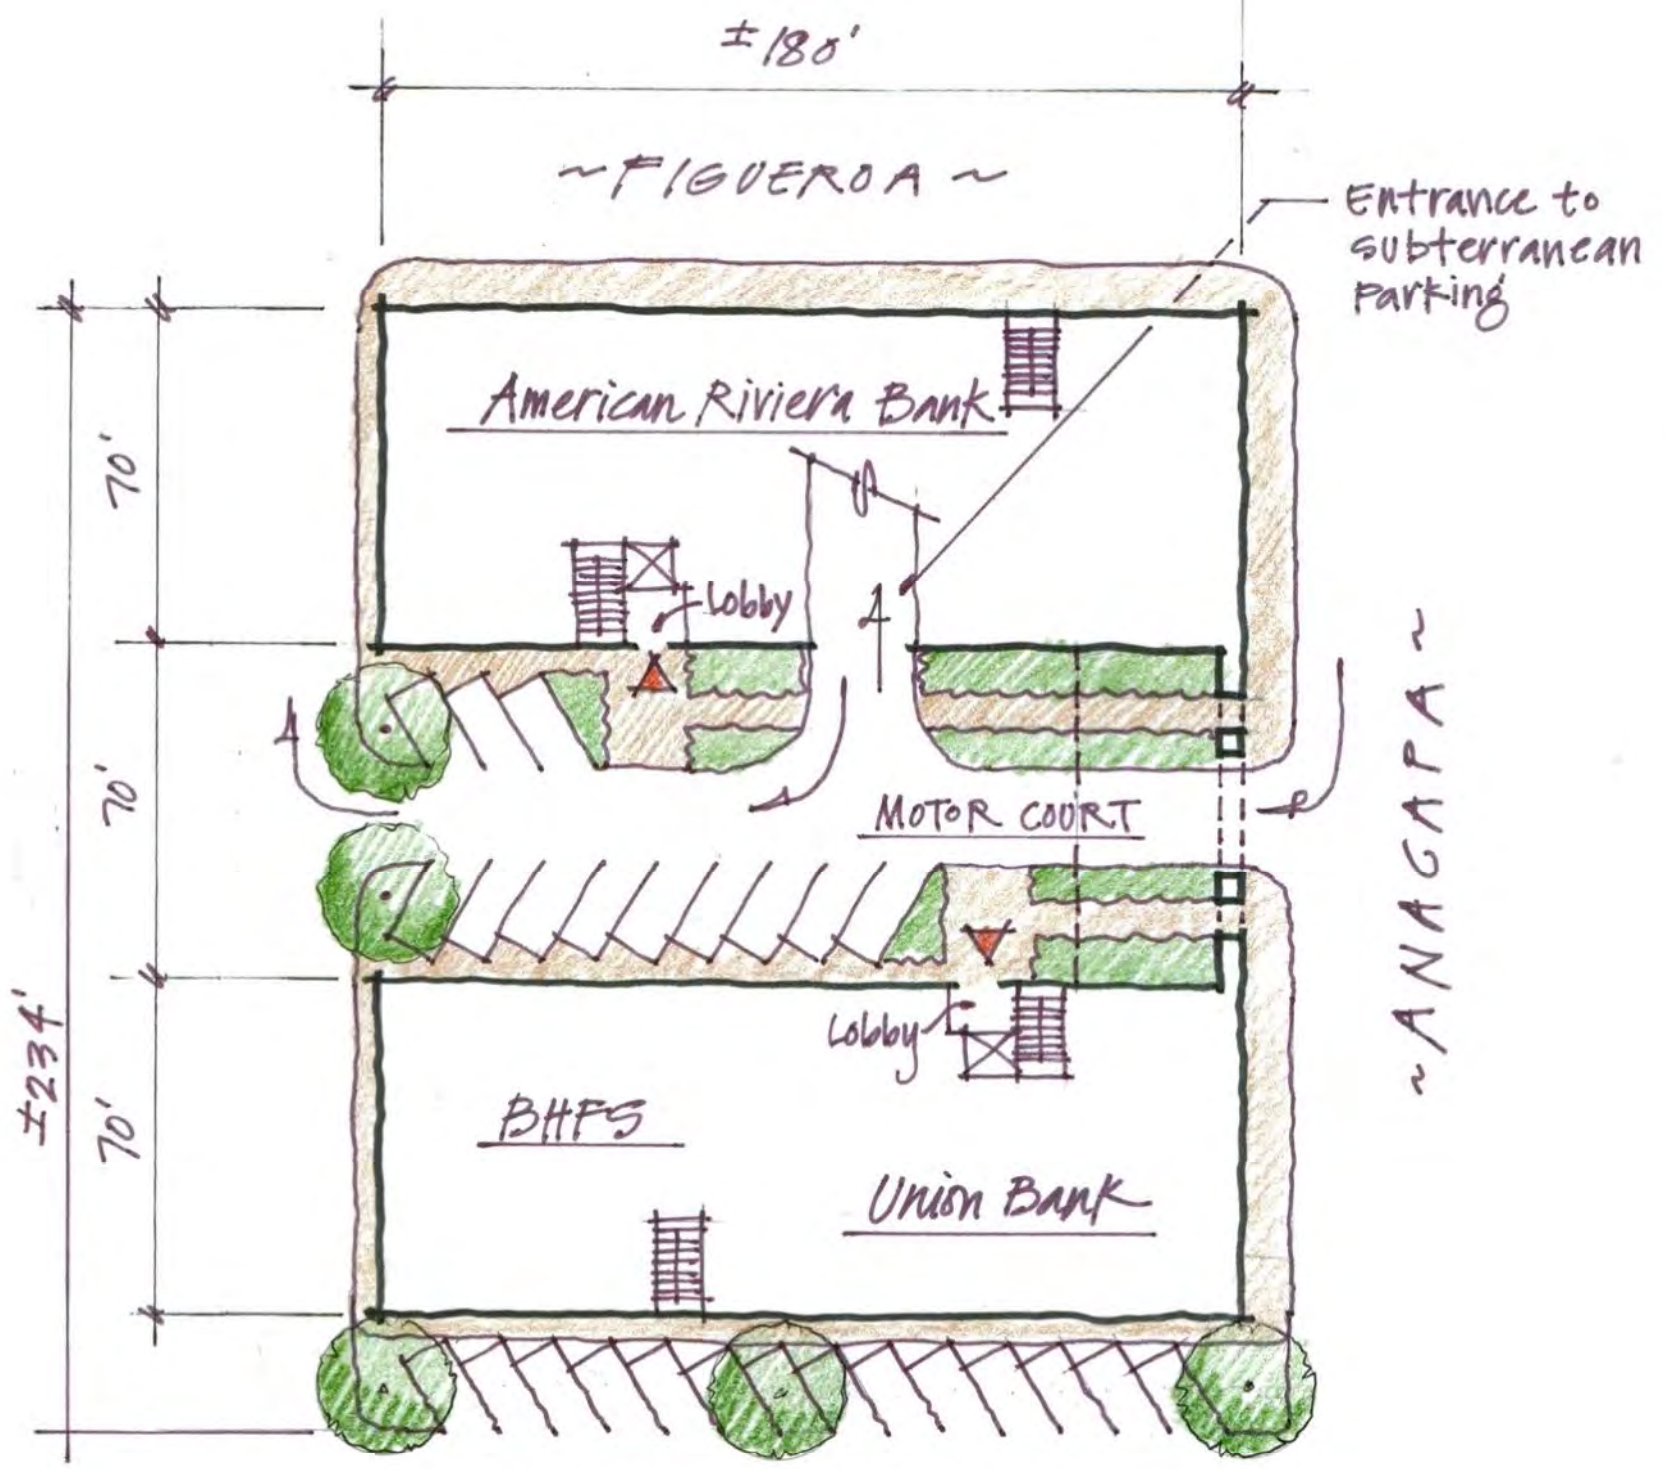 ±180'
~FIGUEROA~
Entrance to
subterranean
Parking
American Riviera Bank
70'
Lobby
70'
MOTOR COURT
~ANACAPA~
Lobby
±234'
70'
BHFS
Union Bank